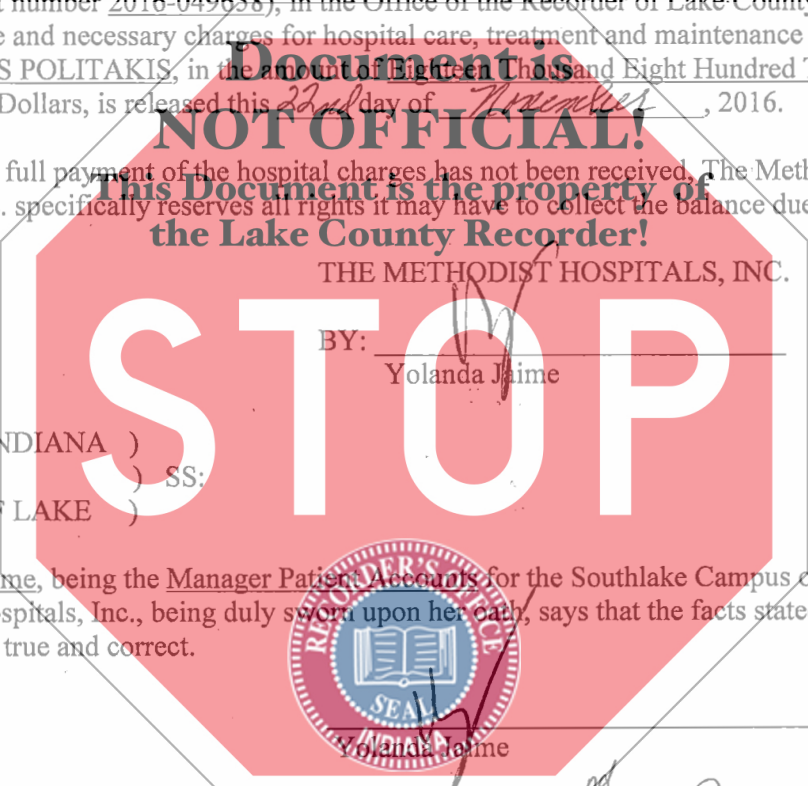 number 2016-049638), in the Office of the Recorder of Lake County
e and necessary charges for hospital care, treatment and maintenance
S POLITAKIS, in the amount of Eighteen Thousand Eight Hundred
Dollars, is released this 22nd day of November, 2016.
Document is
NOT OFFICIAL!
This Document is the property of
the Lake County Recorder!
full payment of the hospital charges has not been received, The Meth
. specifically reserves all rights it may have to collect the balance due
THE METHODIST HOSPITALS, INC.
BY:
Yolanda Jaime
STOP
NDIANA )
) SS:
F LAKE )
me, being the Manager Patient Accounts for the Southlake Campus o
spitals, Inc., being duly sworn upon her oath, says that the facts state
true and correct.
RECORDER'S OFFICE
SEAL
INDIANA
Yolanda Jaime